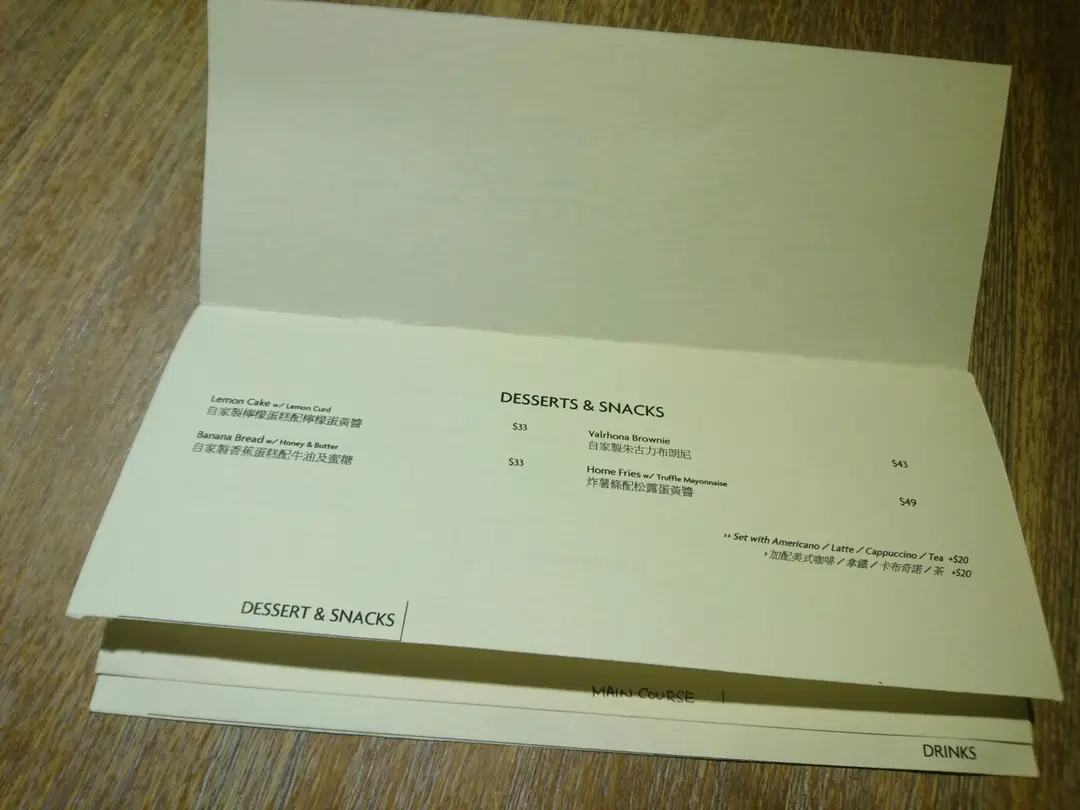 DESSERTS & SNACKS
Lemon Cake w/ Lemon Curd
自家製檸檬蛋糕配檸檬蛋黃醬
$33
Banana Bread w/ Honey & Butter
自家製香蕉蛋糕配牛油及蜜糖
$33
Valrhona Brownie
自家製朱古力布朗尼
$43
Home Fries w/ Truffle Mayonnaise
炸薯條配松露蛋黃醬
$49
›› Set with Americano / Latte / Cappuccino / Tea +$20
› 加配美式咖啡 / 拿鐵 / 卡布奇諾 / 茶 +$20
DESSERT & SNACKS
MAIN COURSE
DRINKS